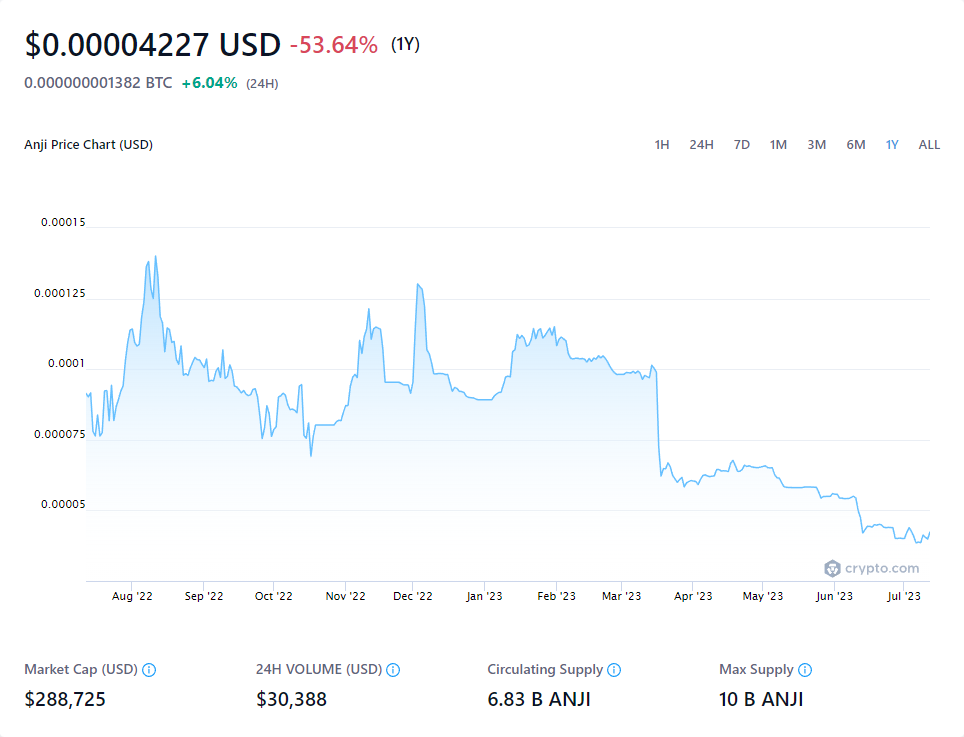 $0.00004227 USD -53.64% (1Y)
0.000000001382 BTC +6.04% (24H)
Anji Price Chart (USD) 1H 24H 7D 1M 3M 6M 1Y ALL
0.00015
0.000125
0.0001
0.000075
0.00005
crypto.com
Aug '22 Sep '22 Oct '22 Nov '22 Dec '22 Jan '23 Feb '23 Mar '23 Apr '23 May '23 Jun '23 Jul '23
Market Cap (USD) 24H VOLUME (USD) Circulating Supply Max Supply
$288,725 $30,388 6.83 B ANJI 10 B ANJI